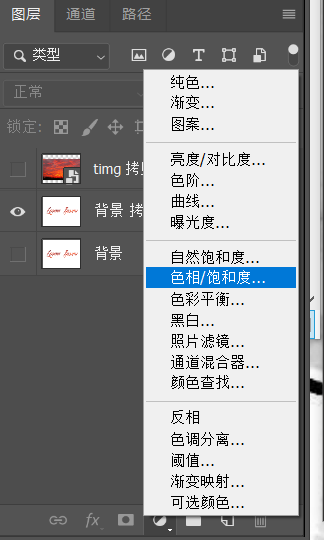 图层 通道 路径
类型
正常
锁定:
纯色...
渐变...
图案...
亮度/对比度...
色阶...
曲线...
曝光度...
timg 拷
背景 拷
背景
自然饱和度...
色相/饱和度...
色彩平衡...
黑白...
照片滤镜...
通道混合器...
颜色查找...
反相
色调分离...
阈值...
渐变映射...
可选颜色...
fx